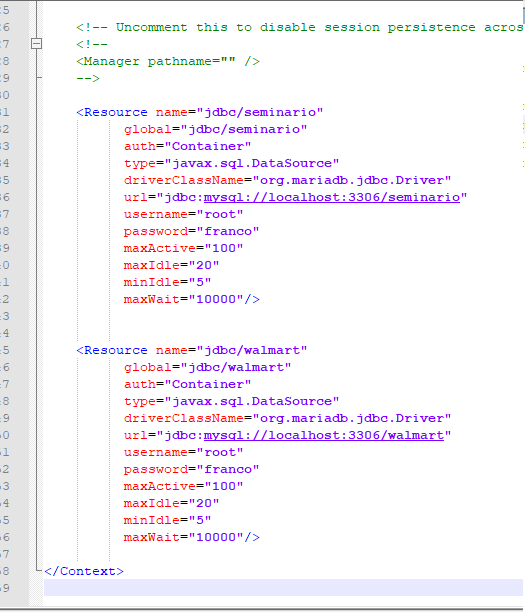 <!-- Uncomment this to disable session persistence acros
<!--
<Manager pathname="" />
-->
<Resource name="jdbc/seminario"
global="jdbc/seminario"
auth="Container"
type="javax.sql.DataSource"
driverClassName="org.mariadb.jdbc.Driver"
url="jdbc:mysql://localhost:3306/seminario"
username="root"
password="franco"
maxActive="100"
maxIdle="20"
minIdle="5"
maxWait="10000"/>
<Resource name="jdbc/walmart"
global="jdbc/walmart"
auth="Container"
type="javax.sql.DataSource"
driverClassName="org.mariadb.jdbc.Driver"
url="jdbc:mysql://localhost:3306/walmart"
username="root"
password="franco"
maxActive="100"
maxIdle="20"
minIdle="5"
maxWait="10000"/>
</Context>